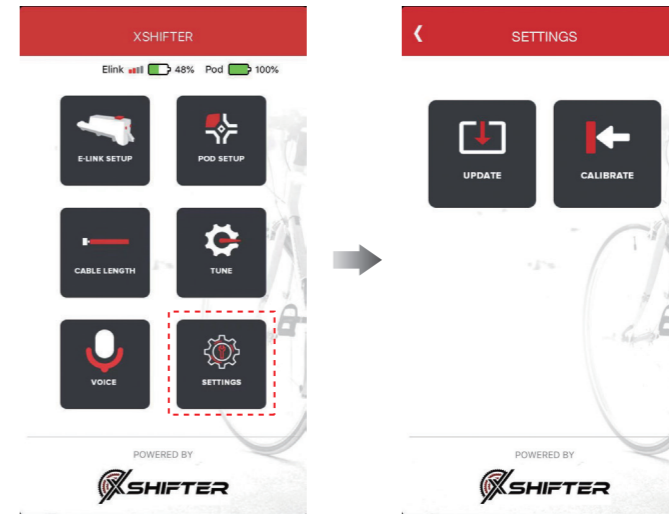 XSHIFTER
Elink 48% Pod 100%
E-LINK SETUP
POD SETUP
CABLE LENGTH
TUNE
VOICE
SETTINGS
POWERED BY
XSHIFTER
SETTINGS
UPDATE
CALIBRATE
POWERED BY
XSHIFTER